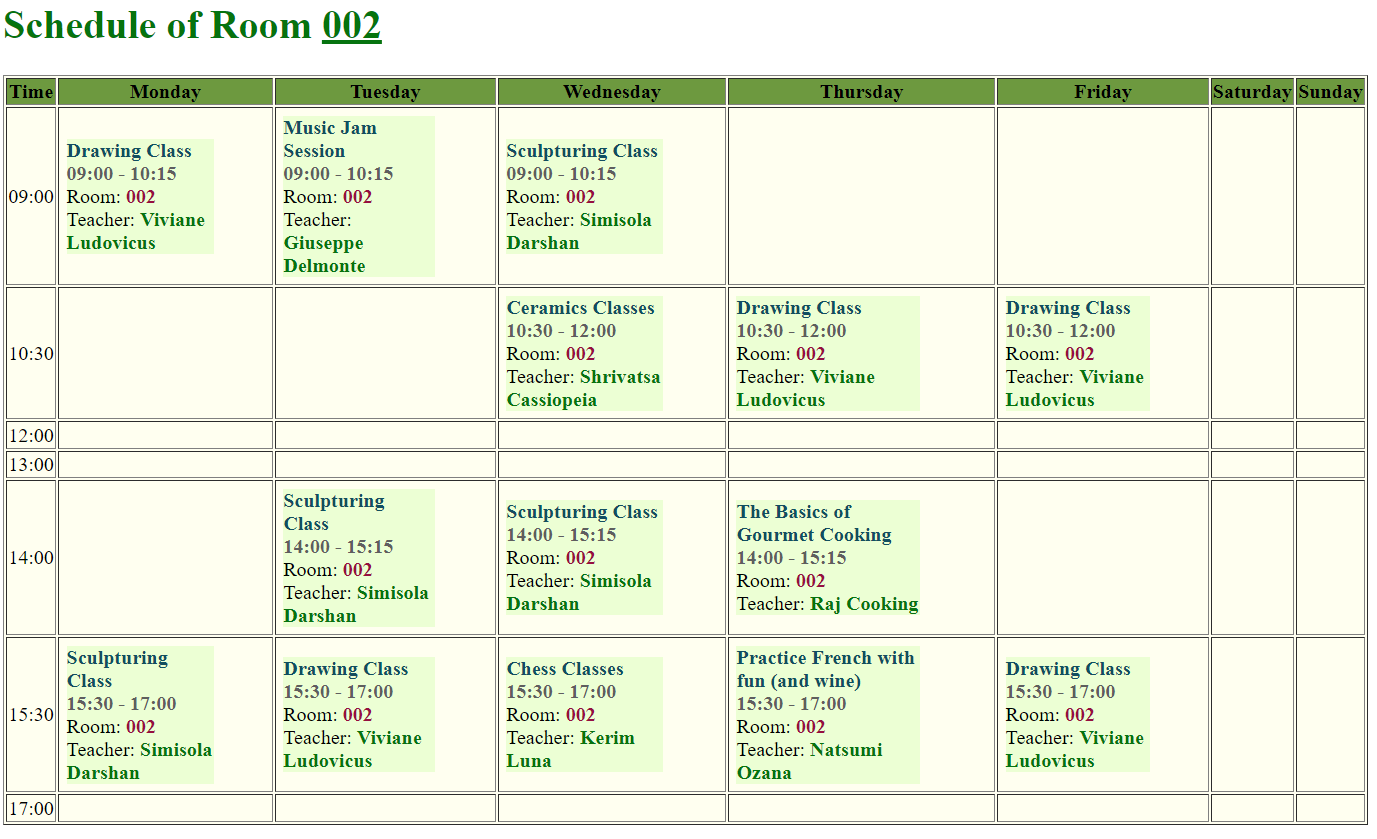 Schedule of Room 002
Time Monday Tuesday Wednesday Thursday Friday Saturday Sunday
09:00
Drawing Class
09:00 - 10:15
Room: 002
Teacher: Viviane
Ludovicus
Music Jam
Session
09:00 - 10:15
Room: 002
Teacher:
Giuseppe
Delmonte
Sculpturing Class
09:00 - 10:15
Room: 002
Teacher: Simisola
Darshan
10:30
Ceramics Classes
10:30 - 12:00
Room: 002
Teacher: Shrivatsa
Cassiopeia
Drawing Class
10:30 - 12:00
Room: 002
Teacher: Viviane
Ludovicus
Drawing Class
10:30 - 12:00
Room: 002
Teacher: Viviane
Ludovicus
12:00
13:00
14:00
Sculpturing
Class
14:00 - 15:15
Room: 002
Teacher: Simisola
Darshan
Sculpturing Class
14:00 - 15:15
Room: 002
Teacher: Simisola
Darshan
The Basics of
Gourmet Cooking
14:00 - 15:15
Room: 002
Teacher: Raj Cooking
15:30
Sculpturing
Class
15:30 - 17:00
Room: 002
Teacher: Simisola
Darshan
Drawing Class
15:30 - 17:00
Room: 002
Teacher: Viviane
Ludovicus
Chess Classes
15:30 - 17:00
Room: 002
Teacher: Kerim
Luna
Practice French with
fun (and wine)
15:30 - 17:00
Room: 002
Teacher: Natsumi
Ozana
Drawing Class
15:30 - 17:00
Room: 002
Teacher: Viviane
Ludovicus
17:00